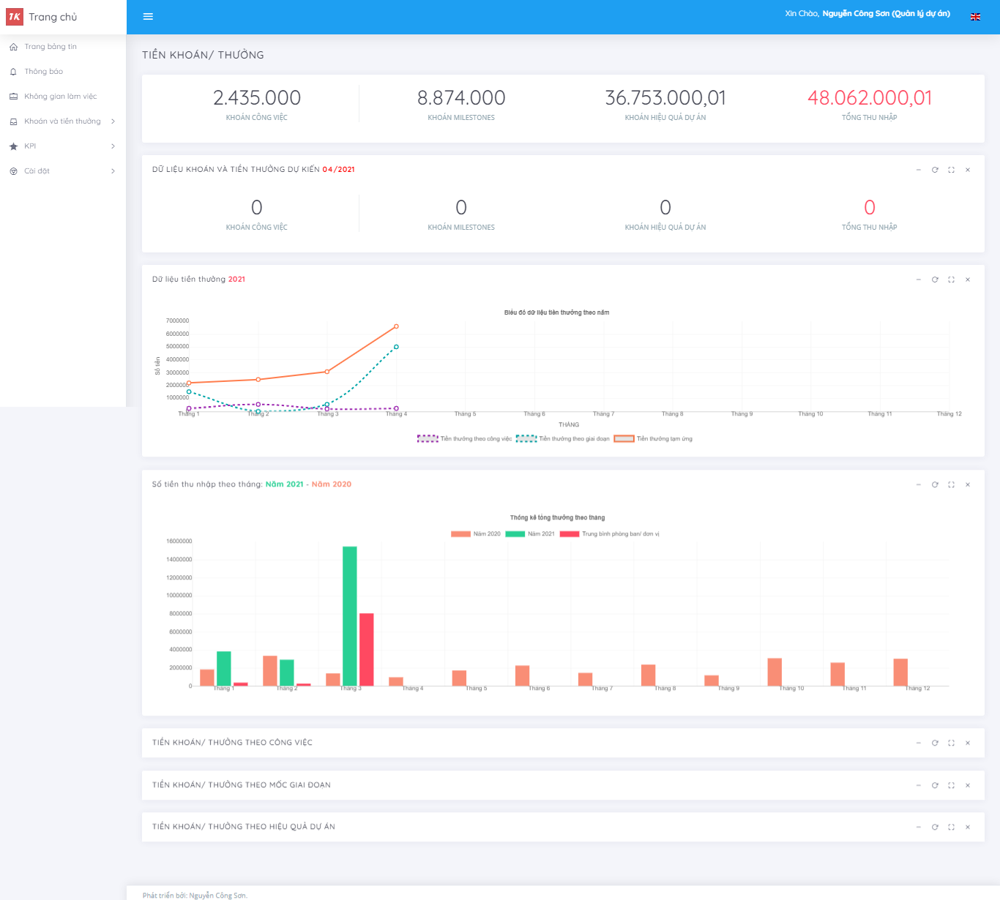 TK Trang chủ
Xin Chào, Nguyễn Công Sơn (Quản lý dự án)
Trang bảng tin
Thông báo
Không gian làm việc
Khoán và tiền thưởng
KPI
Cài đặt
TIỀN KHOÁN/ THƯỞNG
2.435.000 8.874.000 36.753.000,01 48.062.000,01
KHOÁN CÔNG VIỆC KHOÁN MILESTONES KHOÁN HIỆU QUẢ DỰ ÁN TỔNG THU NHẬP
DỮ LIỆU KHOÁN VÀ TIỀN THƯỞNG DỰ KIẾN 04/2021
0 0 0 0
KHOÁN CÔNG VIỆC KHOÁN MILESTONES KHOÁN HIỆU QUẢ DỰ ÁN TỔNG THU NHẬP
Dữ liệu tiền thưởng 2021
Biểu đồ dữ liệu tiền thưởng theo năm
Số tiền
7000000
6000000
5000000
4000000
3000000
2000000
1000000
Tháng 1 Tháng 2 Tháng 3 Tháng 4 Tháng 5 Tháng 6 Tháng 7 Tháng 8 Tháng 9 Tháng 10 Tháng 11 Tháng 12
THÁNG
Tiền thưởng theo công việc Tiền thưởng theo giai đoạn Tiền thưởng tạm ứng
Số tiền thu nhập theo tháng: Năm 2021 - Năm 2020
Thống kê tổng thưởng theo tháng
Năm 2020 Năm 2021 Trung bình phòng ban/ đơn vị
16000000
14000000
12000000
10000000
8000000
6000000
4000000
2000000
0
Tháng 1 Tháng 2 Tháng 3 Tháng 4 Tháng 5 Tháng 6 Tháng 7 Tháng 8 Tháng 9 Tháng 10 Tháng 11 Tháng 12
TIỀN KHOÁN/ THƯỞNG THEO CÔNG VIỆC
TIỀN KHOÁN/ THƯỞNG THEO MỐC GIAI ĐOẠN
TIỀN KHOÁN/ THƯỞNG THEO HIỆU QUẢ DỰ ÁN
Phát triển bởi: Nguyễn Công Sơn.